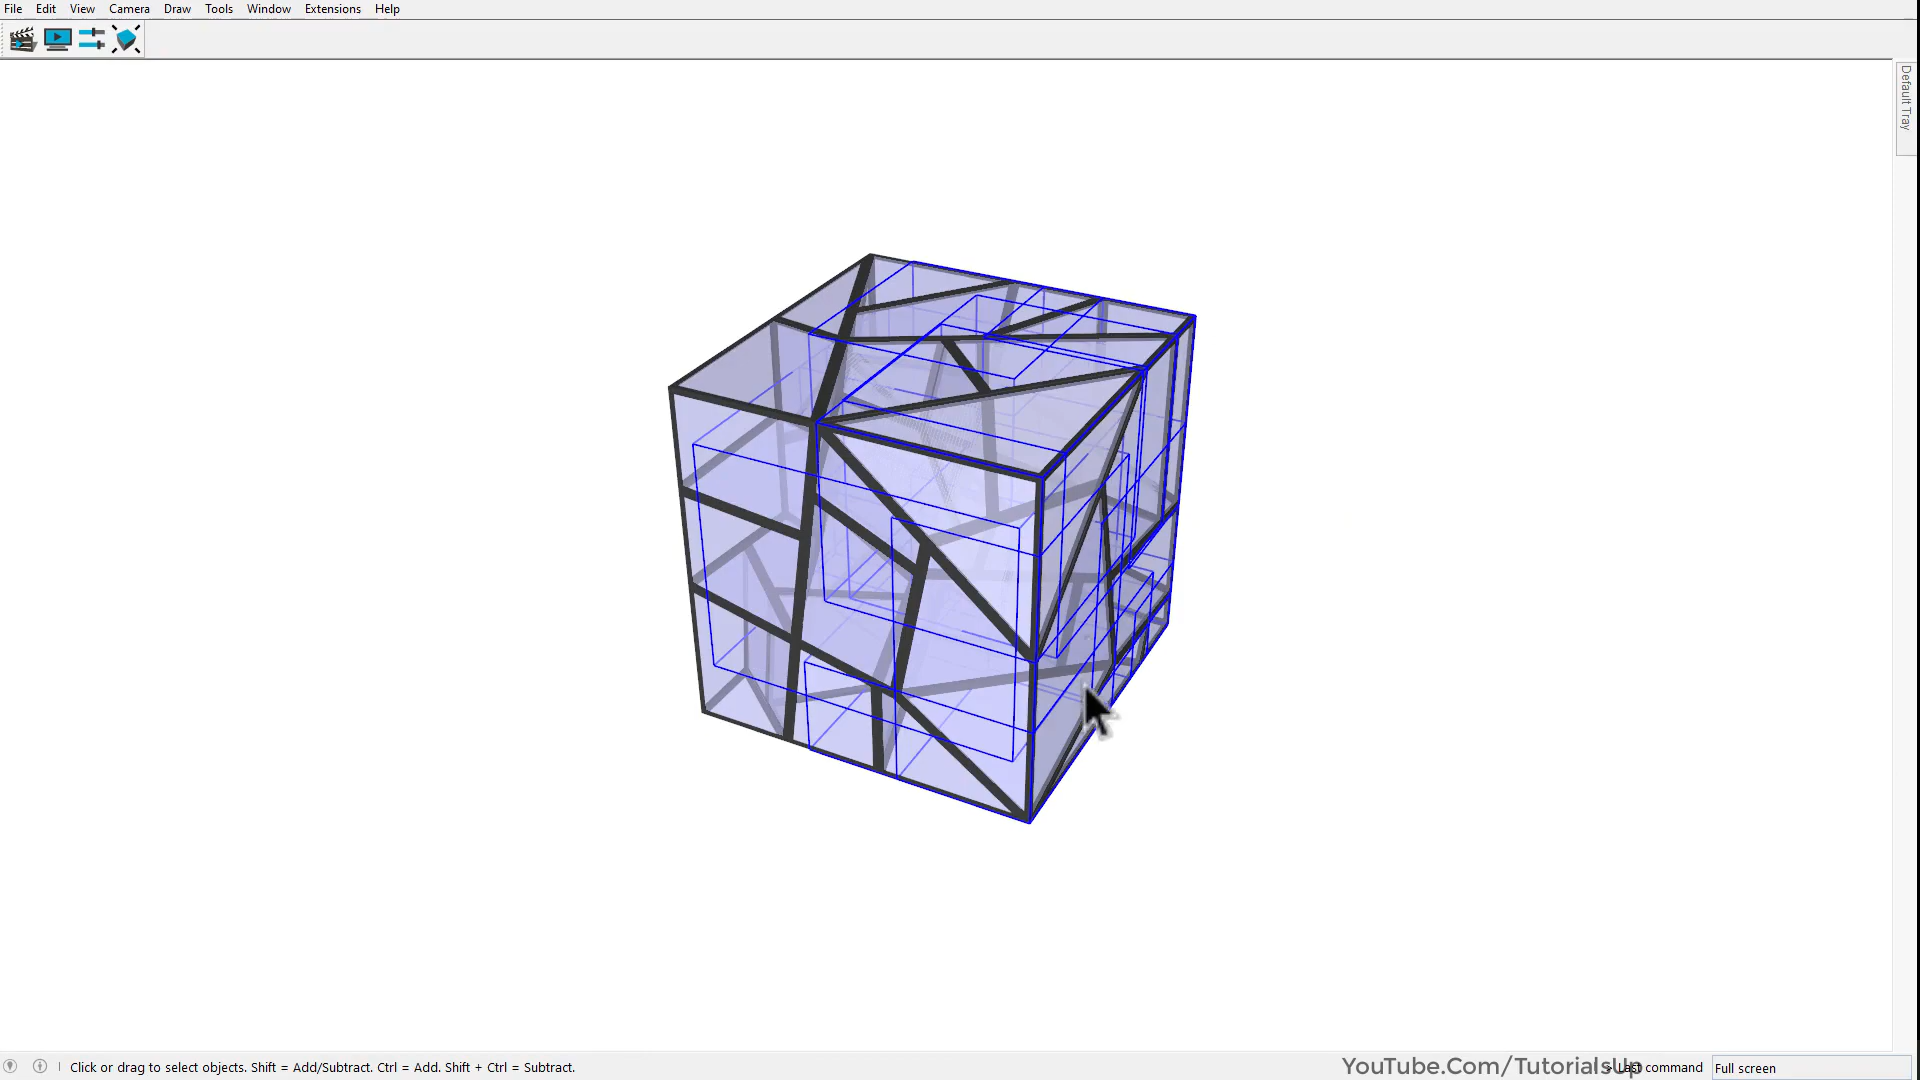 File Edit View Camera Draw Tools Window Extensions Help
Default Tray
Click or drag to select objects. Shift = Add/Subtract. Ctrl = Add. Shift + Ctrl = Subtract.
YouTube.Com/TutorialsUp
Last command
Full screen